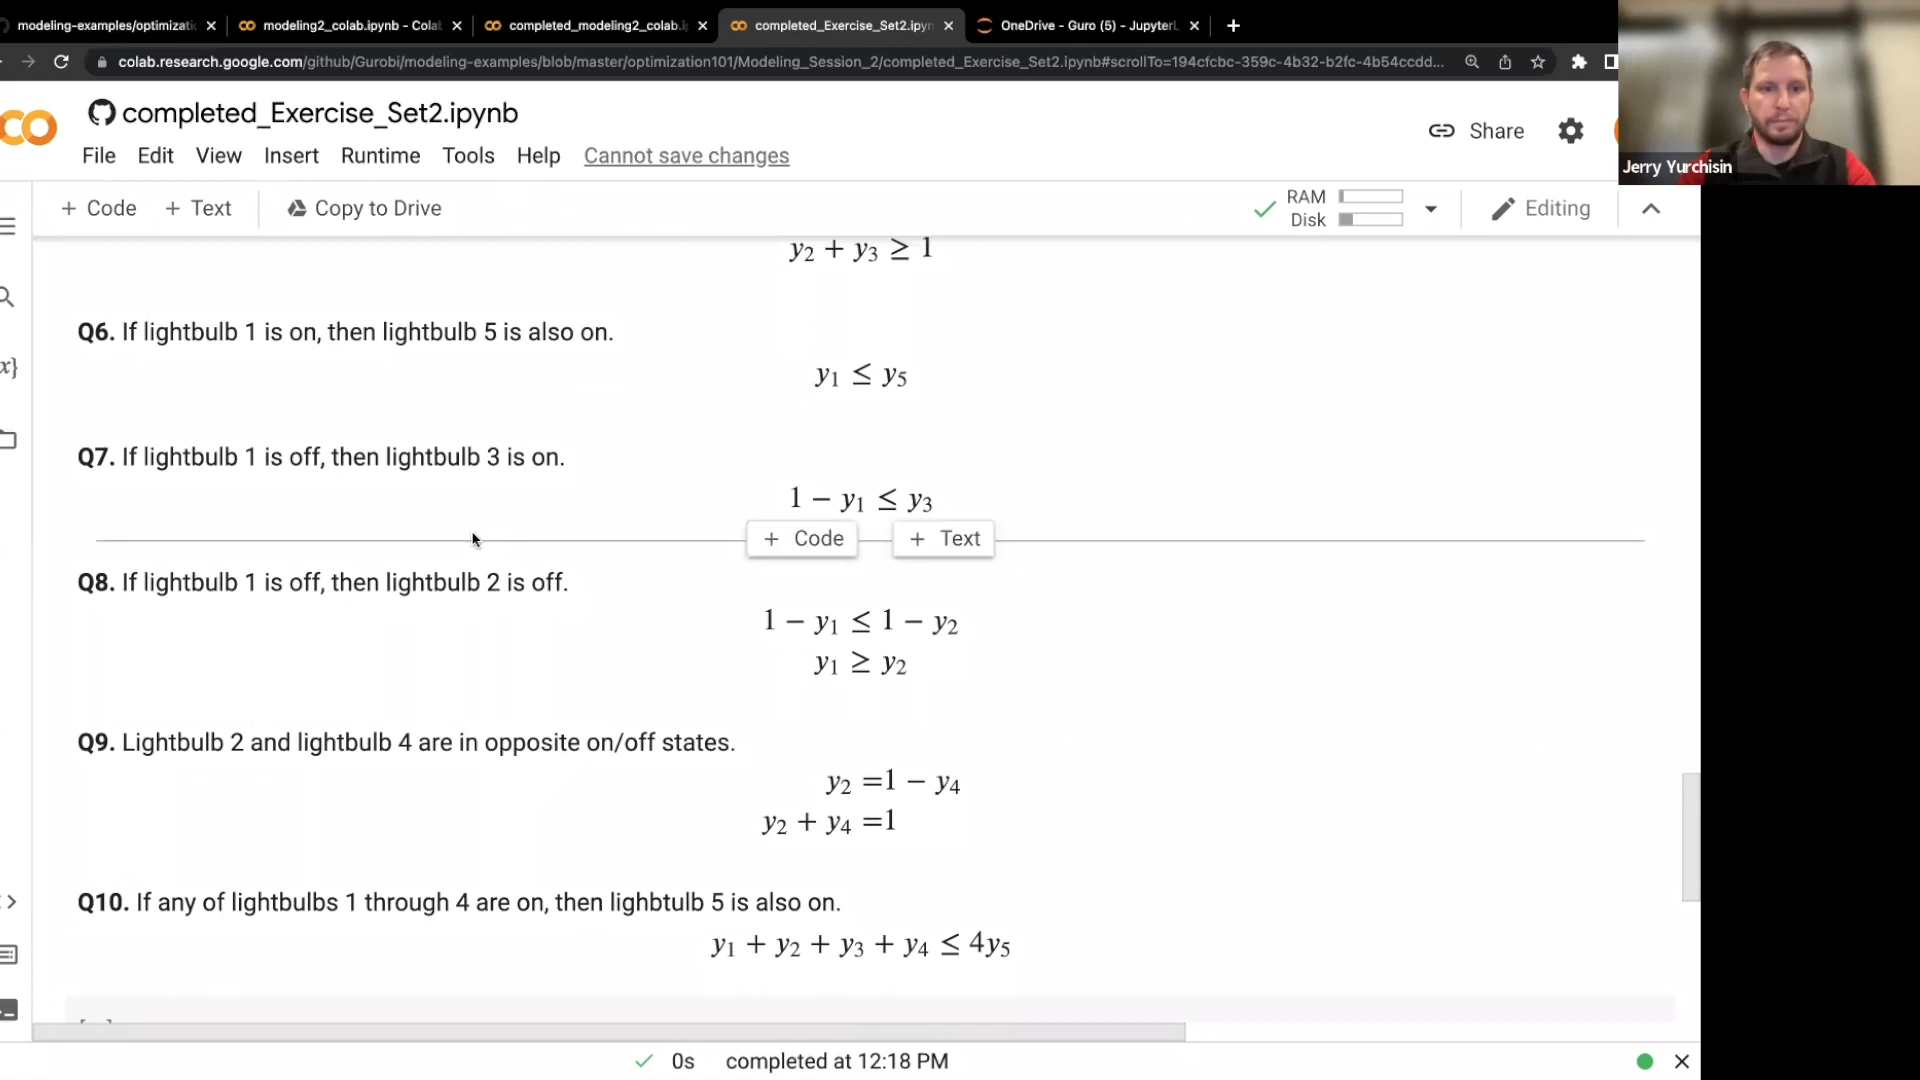 modeling-examples/optimizati
modeling2_colab.ipynb - Colab
completed_modeling2_colab.i
completed_Exercise_Set2.ipyn
OneDrive - Guro (5) - JupyterL
colab.research.google.com/github/Gurobi/modeling-examples/blob/master/optimization101/Modeling_Session_2/completed_Exercise_Set2.ipynb#scrollTo=194cfcbc-359c-4b32-b2fc-4b54ccdd...
Jerry Yurchisin
completed_Exercise_Set2.ipynb
Share
File Edit View Insert Runtime Tools Help Cannot save changes
+ Code + Text Copy to Drive
RAM
Disk
Editing
y₂ + y₃ ≥ 1
Q6. If lightbulb 1 is on, then lightbulb 5 is also on.
y₁ ≤ y₅
Q7. If lightbulb 1 is off, then lightbulb 3 is on.
1 − y₁ ≤ y₃
+ Code + Text
Q8. If lightbulb 1 is off, then lightbulb 2 is off.
1 − y₁ ≤ 1 − y₂
y₁ ≥ y₂
Q9. Lightbulb 2 and lightbulb 4 are in opposite on/off states.
y₂ =1 − y₄
y₂ + y₄ =1
Q10. If any of lightbulbs 1 through 4 are on, then lighbtulb 5 is also on.
y₁ + y₂ + y₃ + y₄ ≤ 4y₅
0s completed at 12:18 PM